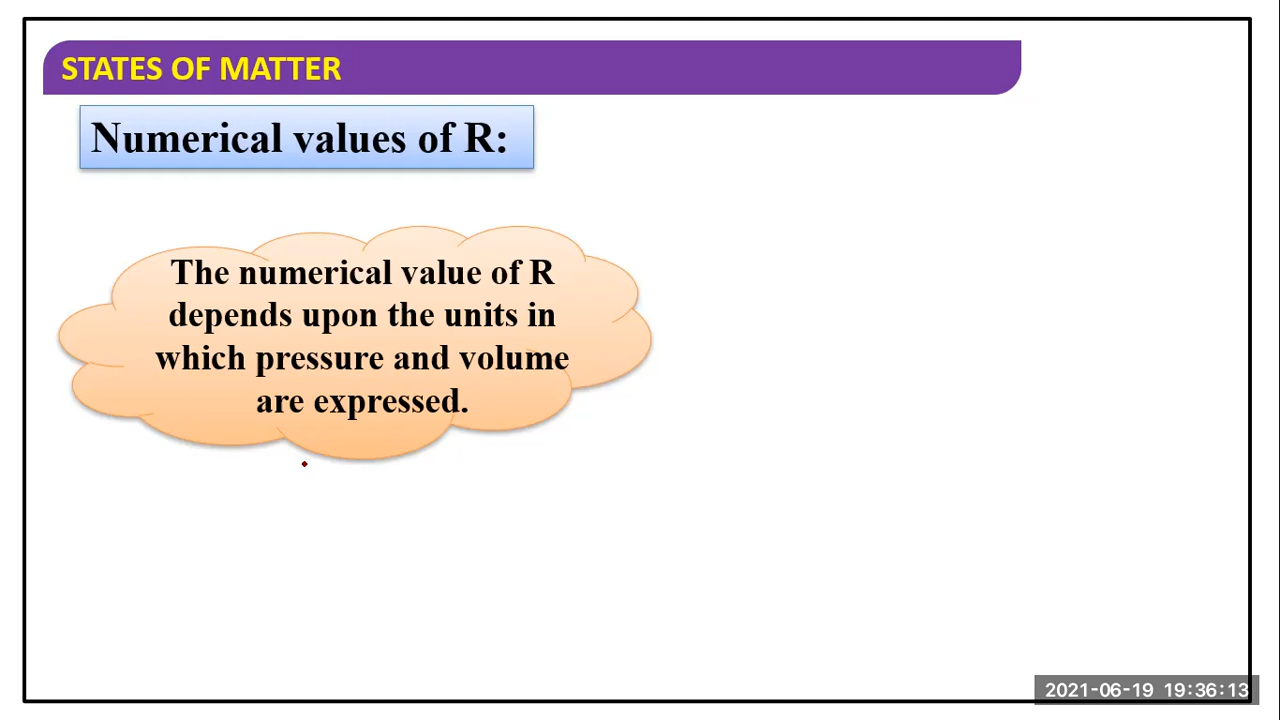 STATES OF MATTER
Numerical values of R:
The numerical value of R
depends upon the units in
which pressure and volume
are expressed.
2021-06-19 19:36:13